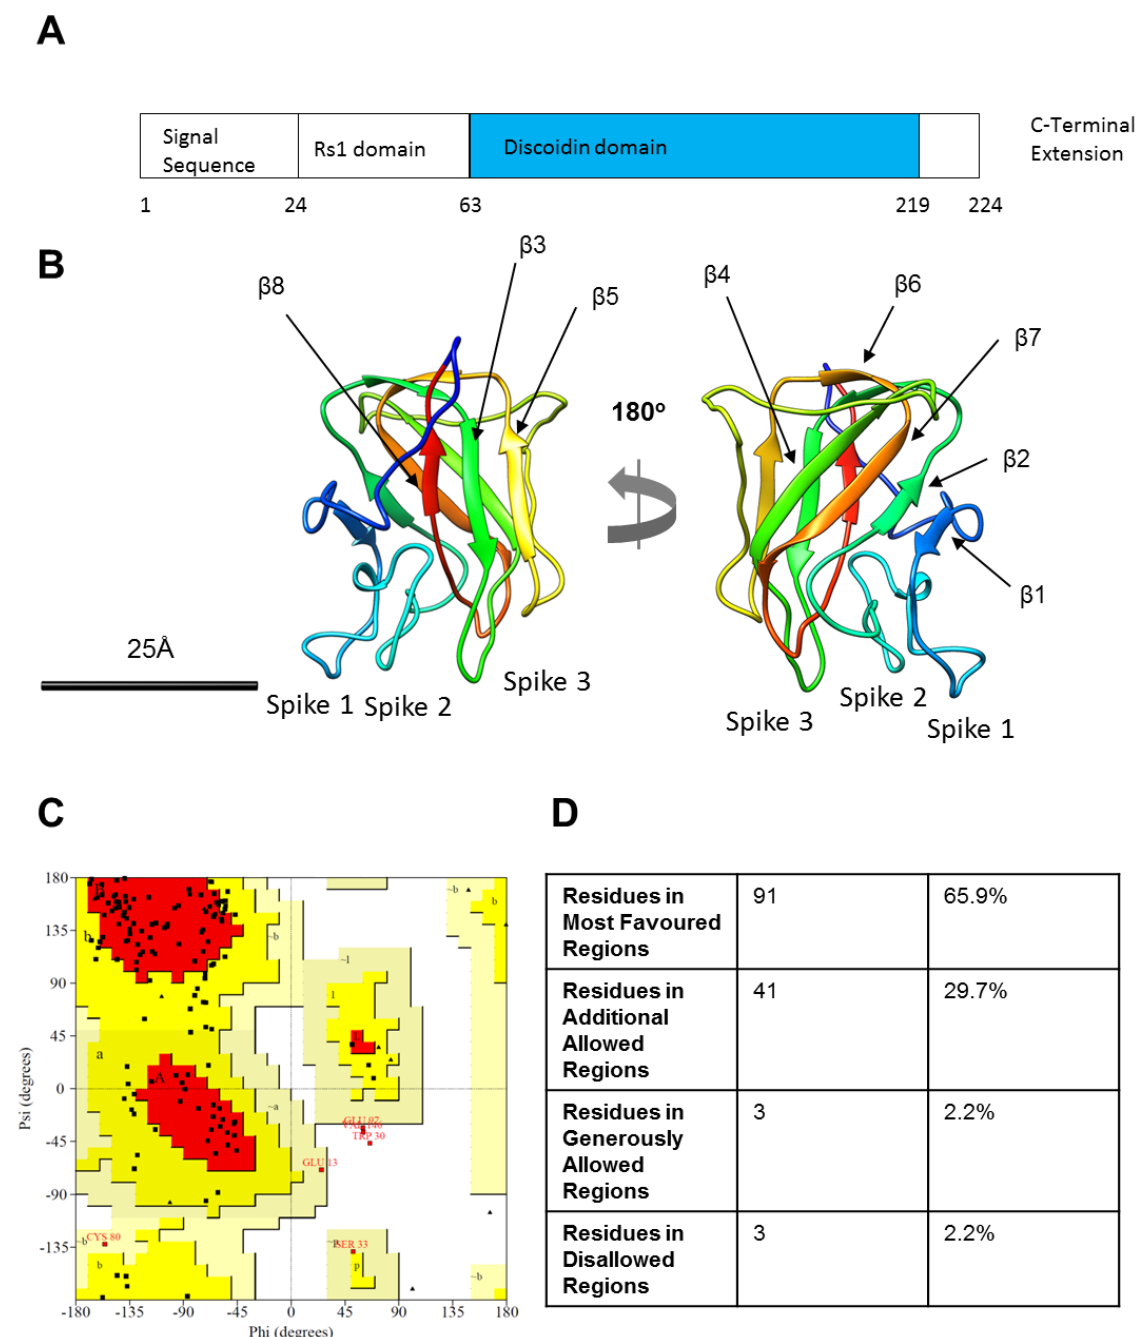 A
Signal
Sequence
Rs1 domain
Discoidin domain
C-Terminal
Extension
1
24
63
219
224
B
β8
β3
β5
β4
β6
β7
β2
β1
180º
25Å
Spike 1
Spike 2
Spike 3
Spike 3
Spike 2
Spike 1
C
180
135
90
45
0
-45
-90
-135
-180
-135
-90
-45
0
45
90
135
180
Psi (degrees)
Phi (degrees)
B
b
~b
~b
b
~l
l
L
a
A
~a
TRP 30
GLU 13
CYS 80
~b
b
SER 33
~p
p
~b
D
Residues in
Most Favoured
Regions
91
65.9%
Residues in
Additional
Allowed
Regions
41
29.7%
Residues in
Generously
Allowed
Regions
3
2.2%
Residues in
Disallowed
Regions
3
2.2%